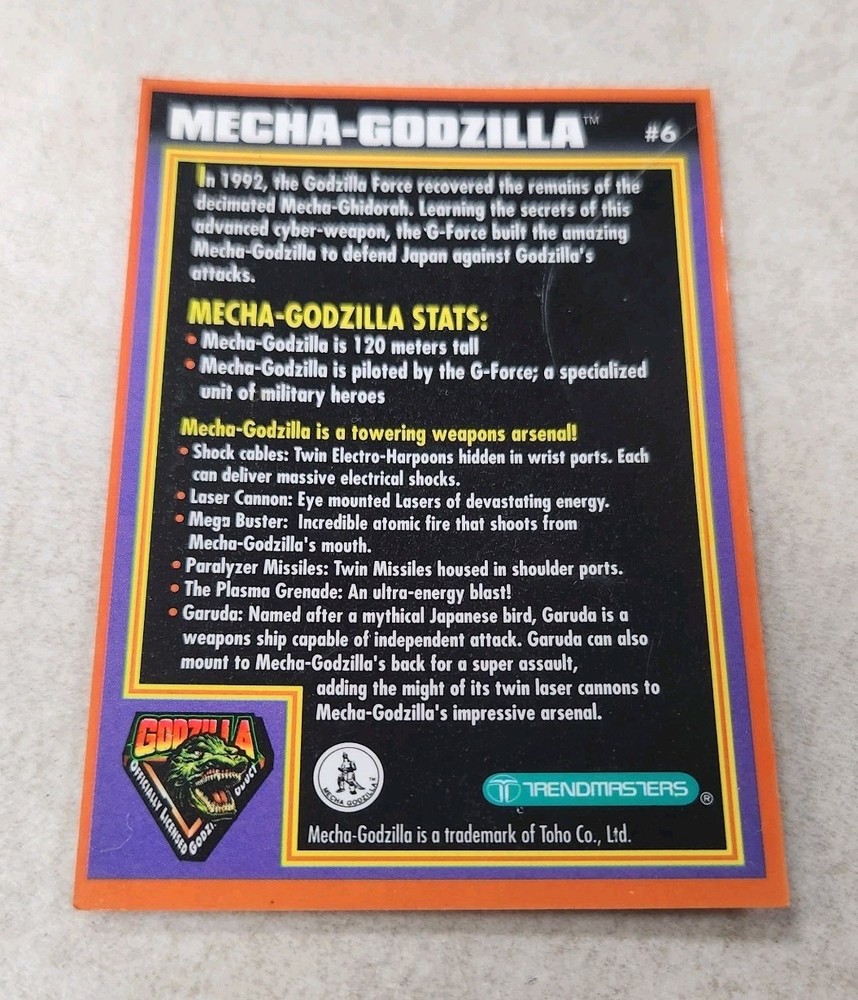 MECHA-GODZILLA™ #6
In 1992, the Godzilla Force recovered the remains of the
decimated Mecha-Ghidorah. Learning the secrets of this
advanced cyber-weapon, the G-Force built the amazing
Mecha-Godzilla to defend Japan against Godzilla's
attacks.
MECHA-GODZILLA STATS:
• Mecha-Godzilla is 120 meters tall
• Mecha-Godzilla is piloted by the G-Force; a specialized
unit of military heroes
Mecha-Godzilla is a towering weapons arsenal!
• Shock cables: Twin Electro-Harpoons hidden in wrist ports. Each
can deliver massive electrical shocks.
• Laser Cannon: Eye mounted Lasers of devastating energy.
• Mega Buster: Incredible atomic fire that shoots from
Mecha-Godzilla's mouth.
• Paralyzer Missiles: Twin Missiles housed in shoulder ports.
• The Plasma Grenade: An ultra-energy blast!
• Garuda: Named after a mythical Japanese bird, Garuda is a
weapons ship capable of independent attack. Garuda can also
mount to Mecha-Godzilla's back for a super assault,
adding the might of its twin laser cannons to
Mecha-Godzilla's impressive arsenal.
GODZILLA
OFFICIALLY LICENSED
MECHA GODZILLA
TRENDMASTERS®
Mecha-Godzilla is a trademark of Toho Co., Ltd.